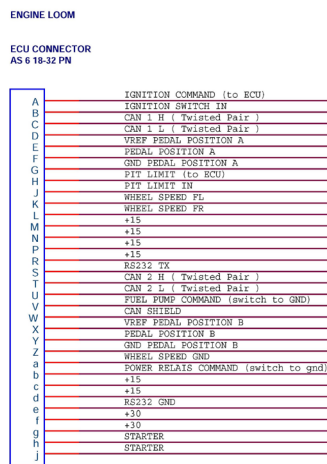 ENGINE LOOM
ECU CONNECTOR
AS 6 18-32 PN
A IGNITION COMMAND (to ECU)
B IGNITION SWITCH IN
C CAN 1 H ( Twisted Pair )
D CAN 1 L ( Twisted Pair )
E VREF PEDAL POSITION A
F PEDAL POSITION A
G GND PEDAL POSITION A
H PIT LIMIT (to ECU)
J PIT LIMIT IN
K WHEEL SPEED FL
L WHEEL SPEED FR
M +15
N +15
P +15
R +15
S RS232 TX
T CAN 2 H ( Twisted Pair )
U CAN 2 L ( Twisted Pair )
V FUEL PUMP COMMAND (switch to GND)
W CAN SHIELD
X VREF PEDAL POSITION B
Y PEDAL POSITION B
Z GND PEDAL POSITION B
a WHEEL SPEED GND
b POWER RELAIS COMMAND (switch to gnd)
c +15
d +15
e RS232 GND
f +30
g +30
h STARTER
j STARTER